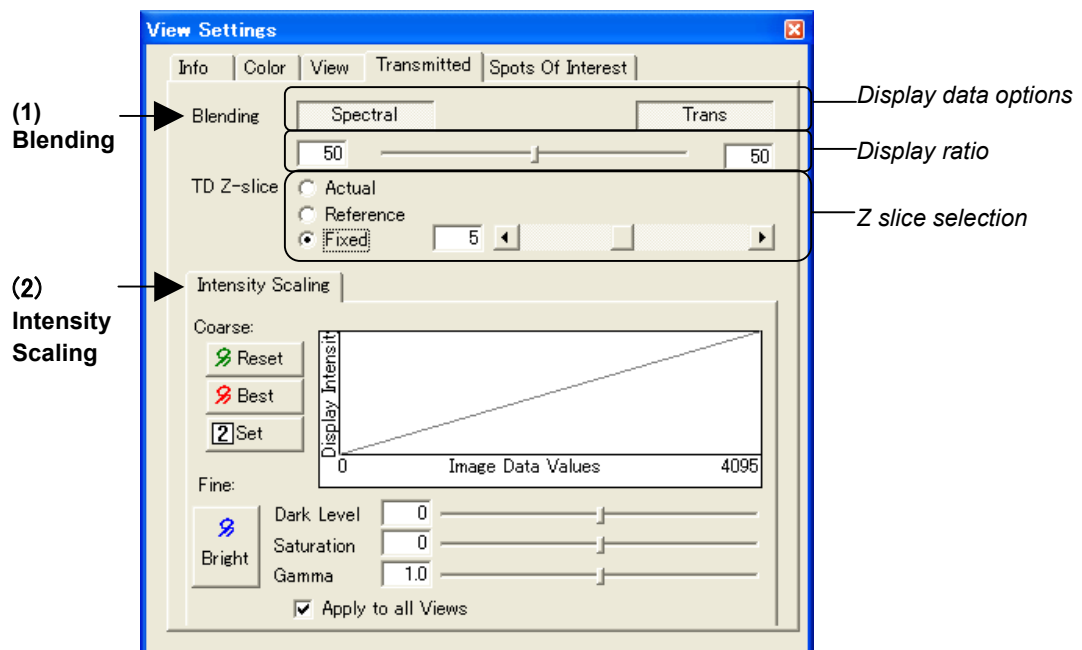 View Settings
Info Color View Transmitted Spots Of Interest
(1)
Blending
Blending Spectral Trans
Display data options
50 50
Display ratio
TD Z-slice
Actual
Reference
Fixed 5
Z slice selection
(2)
Intensity
Scaling
Intensity Scaling
Coarse:
Reset
Best
2 Set
Display Intensit
0 Image Data Values 4095
Fine:
Bright
Dark Level 0
Saturation 0
Gamma 1.0
Apply to all Views